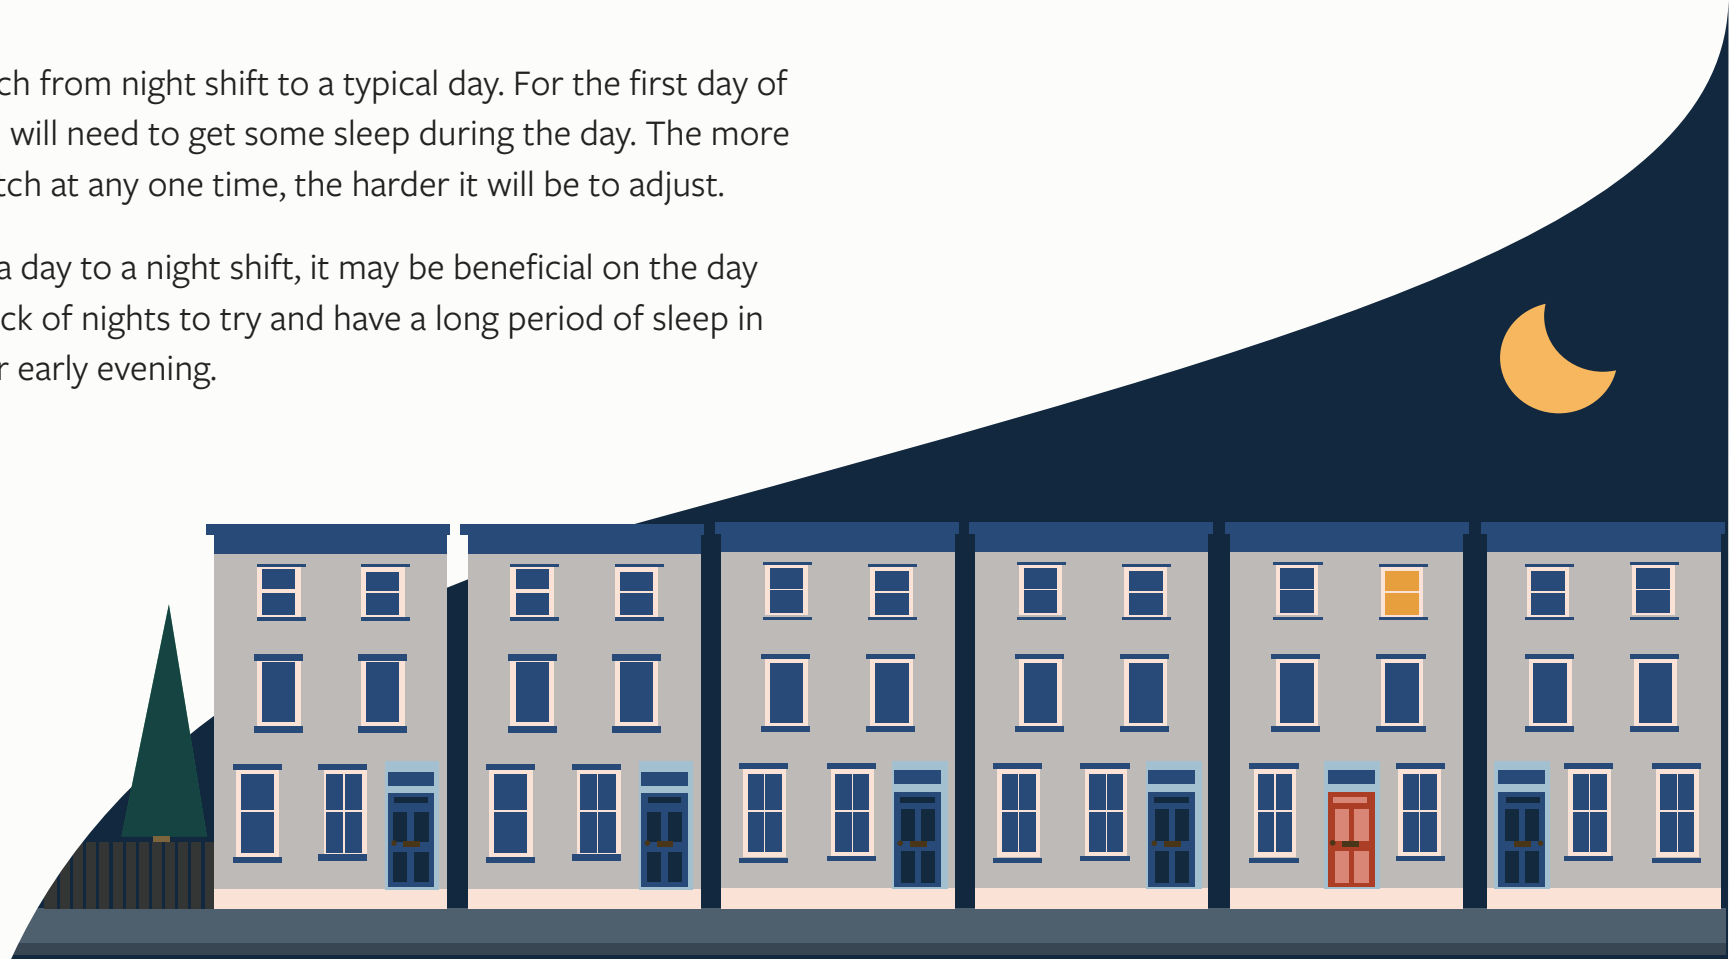 ch from night shift to a typical day. For the first day of
will need to get some sleep during the day. The more
tch at any one time, the harder it will be to adjust.
a day to a night shift, it may be beneficial on the day
ck of nights to try and have a long period of sleep in
r early evening.